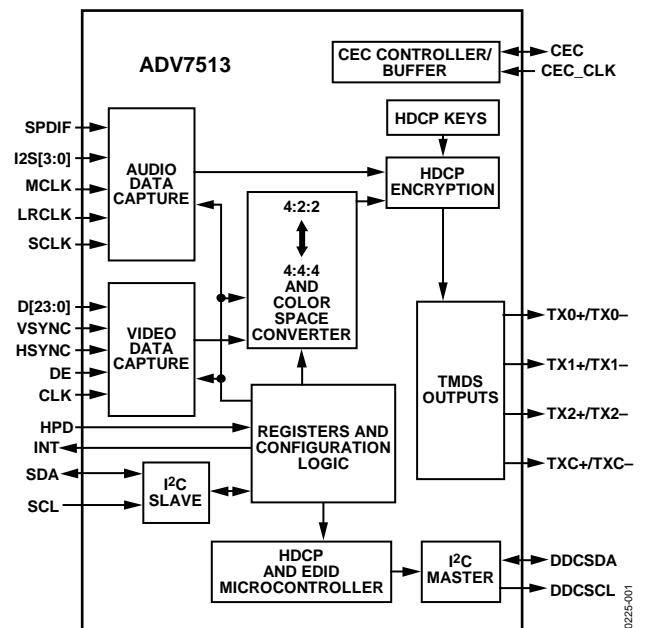 ADV7513
CEC CONTROLLER/
BUFFER
CEC
CEC_CLK
HDCP KEYS
SPDIF
I2S[3:0]
MCLK
LRCLK
SCLK
AUDIO
DATA
CAPTURE
HDCP
ENCRYPTION
4:2:2
4:4:4
AND
COLOR
SPACE
CONVERTER
D[23:0]
VSYNC
HSYNC
DE
CLK
VIDEO
DATA
CAPTURE
TMDS
OUTPUTS
TX0+/TX0–
TX1+/TX1–
TX2+/TX2–
TXC+/TXC–
HPD
INT
REGISTERS AND
CONFIGURATION
LOGIC
SDA
SCL
I2C
SLAVE
HDCP
AND EDID
MICROCONTROLLER
I2C
MASTER
DDCSDA
DDCSCL
0225-001